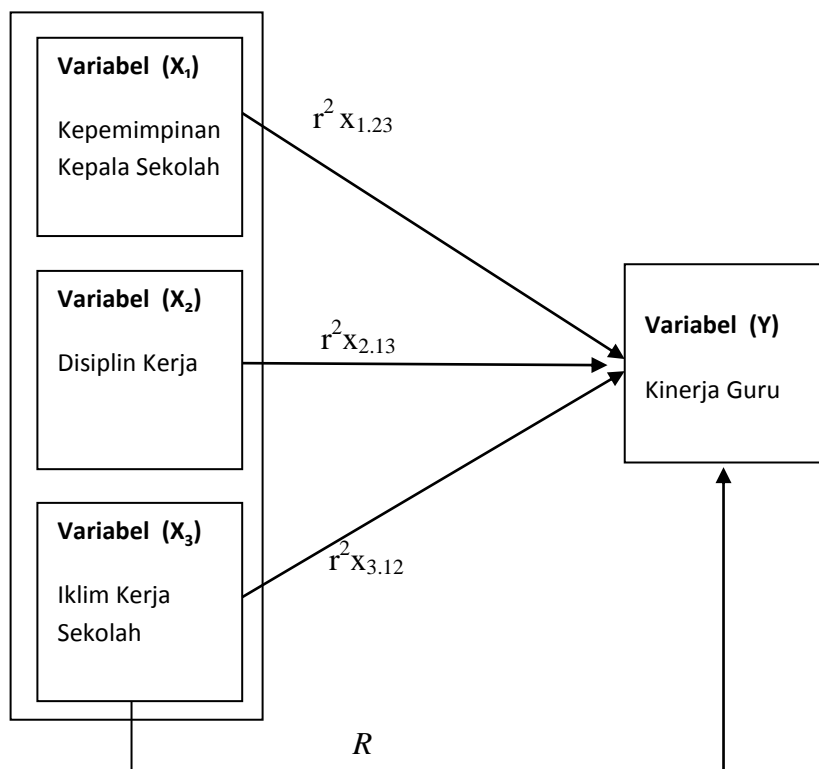 Variabel (X₁)
Kepemimpinan
Kepala Sekolah
r² x₁.₂₃
Variabel (X₂)
Disiplin Kerja
r²x₂.₁₃
Variabel (Y)
Kinerja Guru
Variabel (X₃)
Iklim Kerja
Sekolah
r²x₃.₁₂
R